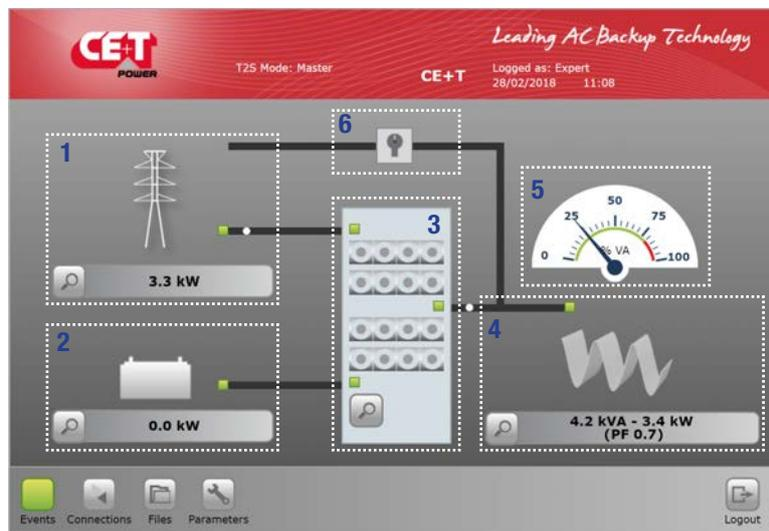 CE+T
POWER
T2S Mode: Master
CE+T
Leading AC Backup Technology
Logged as: Expert
28/02/2018 11:08
1
3.3 kW
2
0.0 kW
6
3
5
0 25 50 75 100
% VA
4
4.2 kVA - 3.4 kW
(PF 0.7)
Events Connections Files Parameters Logout